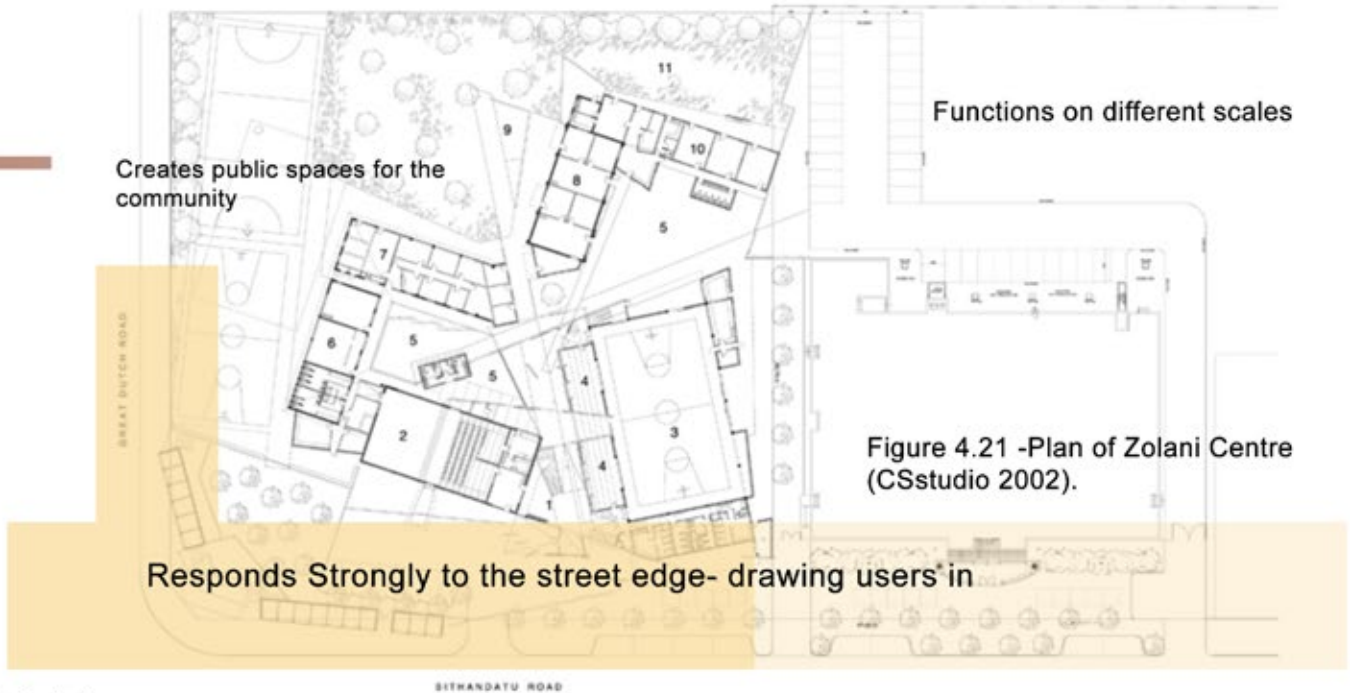 Functions on different scales
Creates public spaces for the
community
11
9
10
8
5
7
5
6
5
4
2
3
4
1
GREAT DUTCH ROAD
Figure 4.21 -Plan of Zolani Centre
(CSstudio 2002).
Responds Strongly to the street edge- drawing users in
SITHANDATU ROAD